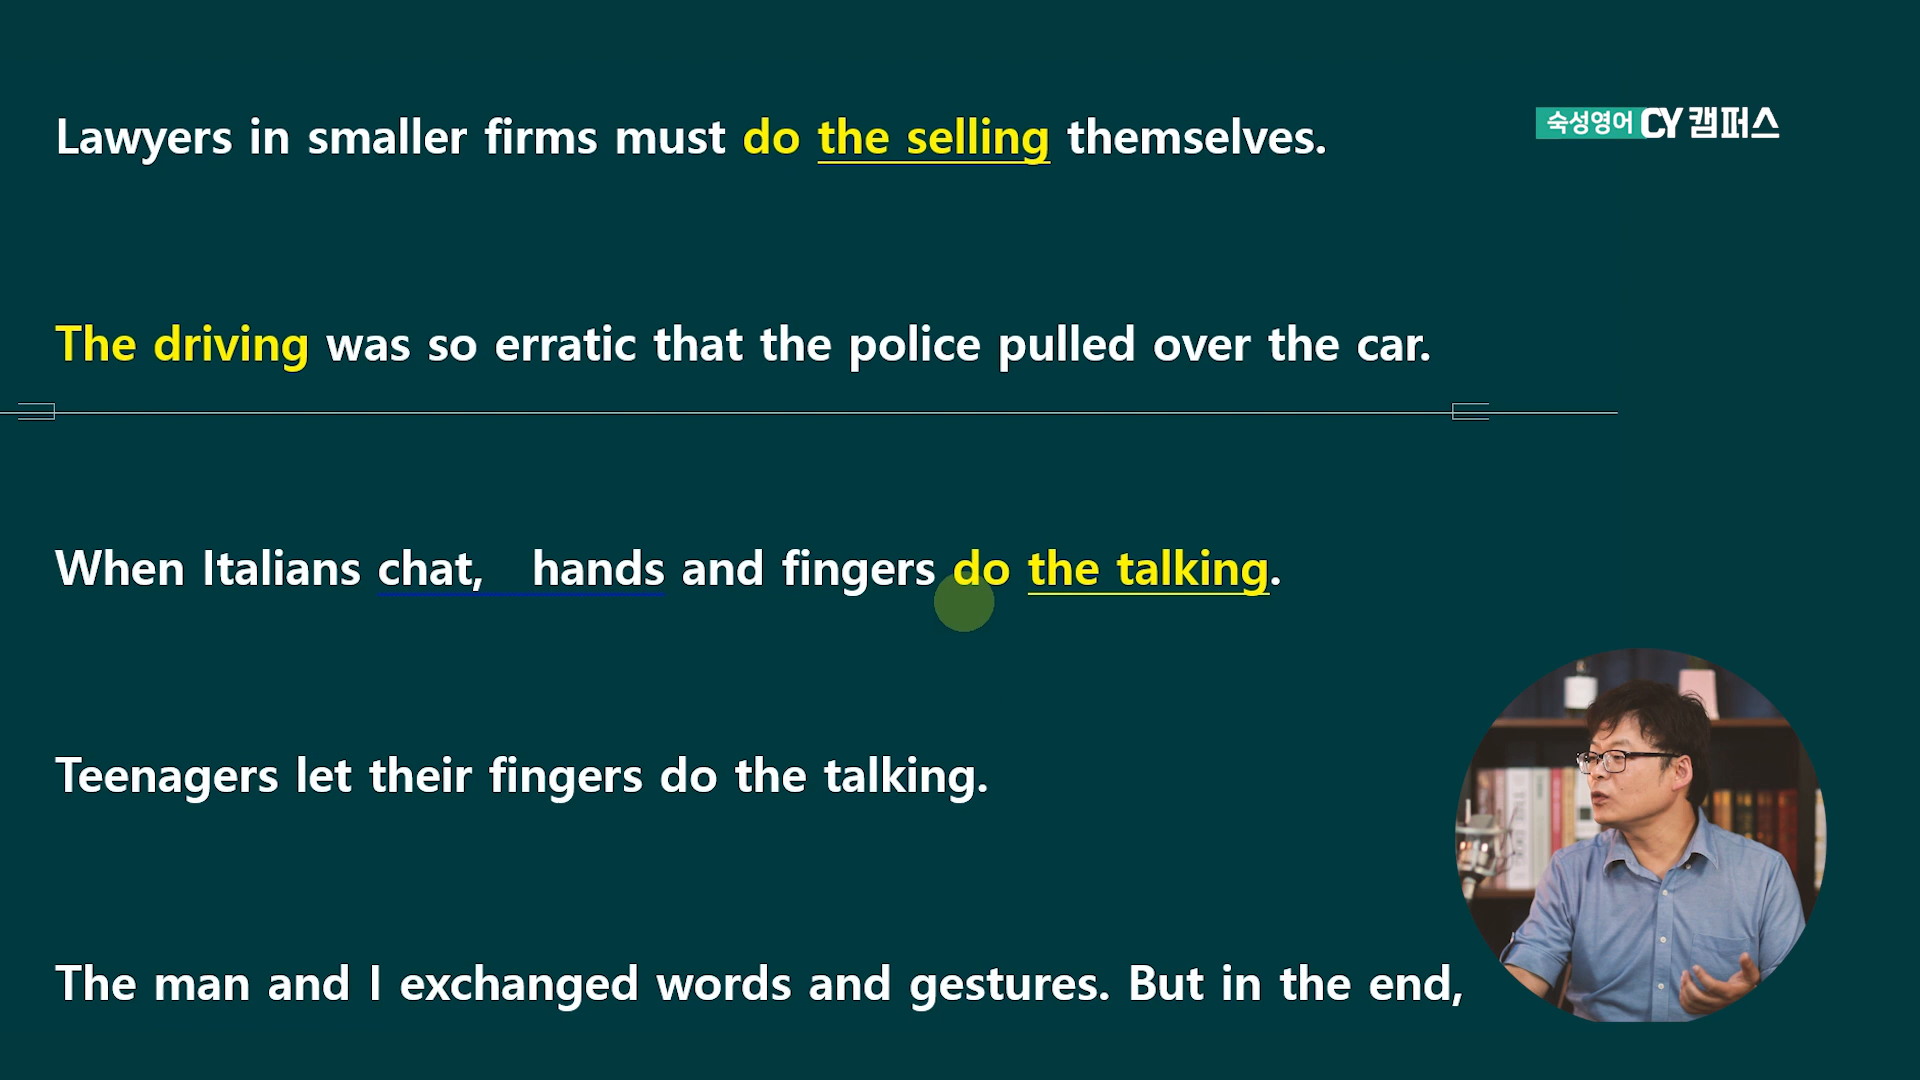 숙성영어 CY캠퍼스
Lawyers in smaller firms must do the selling themselves.
The driving was so erratic that the police pulled over the car.
When Italians chat, hands and fingers do the talking.
Teenagers let their fingers do the talking.
The man and I exchanged words and gestures. But in the end,